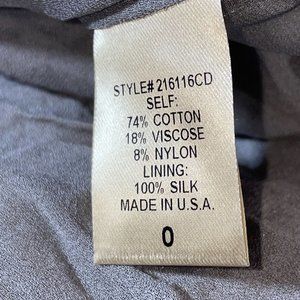 STYLE# 216116CD
SELF:
74% COTTON
18% VISCOSE
8% NYLON
LINING:
100% SILK
MADE IN U.S.A.
0